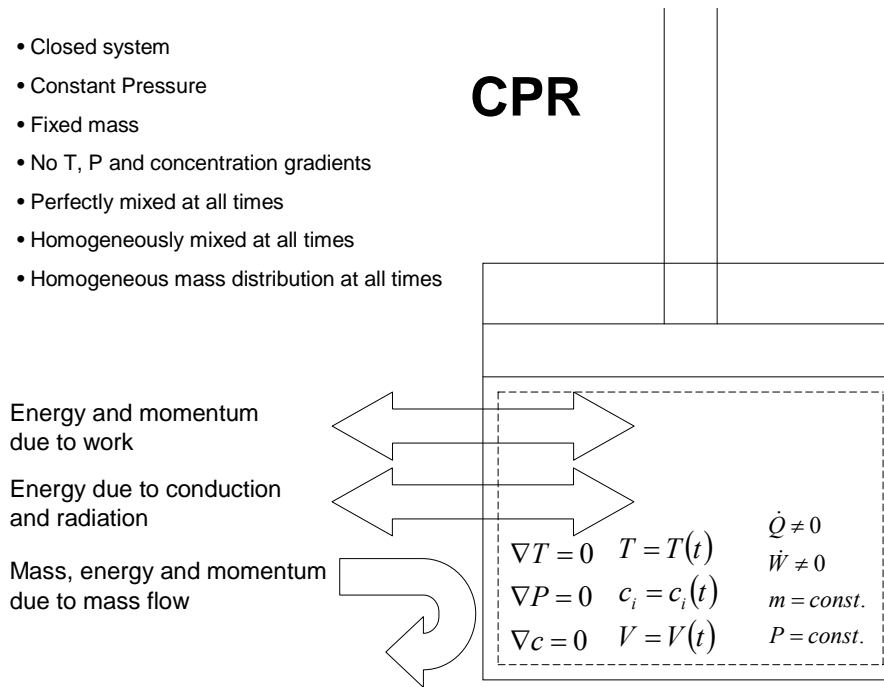 • Closed system
• Constant Pressure
• Fixed mass
• No T, P and concentration gradients
• Perfectly mixed at all times
• Homogeneously mixed at all times
• Homogeneous mass distribution at all times
CPR
Energy and momentum
due to work
Energy due to conduction
and radiation
Mass, energy and momentum
due to mass flow
∇T = 0 T = T(t)
∇P = 0 c_i = c_i(t)
∇c = 0 V = V(t)
Q̇ ≠ 0
Ẇ ≠ 0
m = const.
P = const.